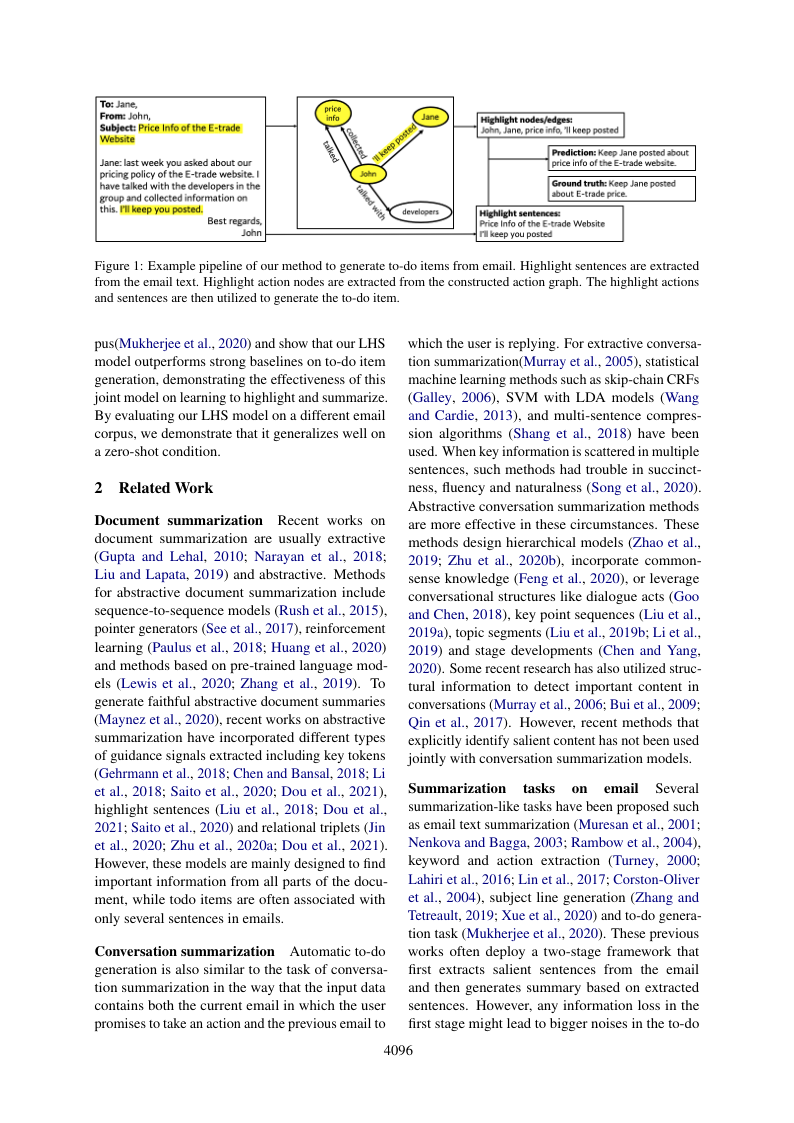 To: Jane,
From: John,
Subject: Price Info of the E-trade
Website
Jane: last week you asked about our
pricing policy of the E-trade website. I
have talked with the developers in the
group and collected information on
this. I'll keep you posted.
Best regards,
John
price
info
Jane
talked
collected
'll keep posted
John
talked with
developers
Highlight nodes/edges:
John, Jane, price info, 'll keep posted
Prediction: Keep Jane posted about
price info of the E-trade website.
Ground truth: Keep Jane posted
about E-trade price.
Highlight sentences:
Price Info of the E-trade Website
I'll keep you posted
Figure 1: Example pipeline of our method to generate to-do items from email. Highlight sentences are extracted
from the email text. Highlight action nodes are extracted from the constructed action graph. The highlight actions
and sentences are then utilized to generate the to-do item.
pus(Mukherjee et al., 2020) and show that our LHS
model outperforms strong baselines on to-do item
generation, demonstrating the effectiveness of this
joint model on learning to highlight and summarize.
By evaluating our LHS model on a different email
corpus, we demonstrate that it generalizes well on
a zero-shot condition.
2 Related Work
Document summarization Recent works on
document summarization are usually extractive
(Gupta and Lehal, 2010; Narayan et al., 2018;
Liu and Lapata, 2019) and abstractive. Methods
for abstractive document summarization include
sequence-to-sequence models (Rush et al., 2015),
pointer generators (See et al., 2017), reinforcement
learning (Paulus et al., 2018; Huang et al., 2020)
and methods based on pre-trained language mod-
els (Lewis et al., 2020; Zhang et al., 2019). To
generate faithful abstractive document summaries
(Maynez et al., 2020), recent works on abstractive
summarization have incorporated different types
of guidance signals extracted including key tokens
(Gehrmann et al., 2018; Chen and Bansal, 2018; Li
et al., 2018; Saito et al., 2020; Dou et al., 2021),
highlight sentences (Liu et al., 2018; Dou et al.,
2021; Saito et al., 2020) and relational triplets (Jin
et al., 2020; Zhu et al., 2020a; Dou et al., 2021).
However, these models are mainly designed to find
important information from all parts of the docu-
ment, while todo items are often associated with
only several sentences in emails.
Conversation summarization Automatic to-do
generation is also similar to the task of conversa-
tion summarization in the way that the input data
contains both the current email in which the user
promises to take an action and the previous email to
which the user is replying. For extractive conversa-
tion summarization(Murray et al., 2005), statistical
machine learning methods such as skip-chain CRFs
(Galley, 2006), SVM with LDA models (Wang
and Cardie, 2013), and multi-sentence compres-
sion algorithms (Shang et al., 2018) have been
used. When key information is scattered in multiple
sentences, such methods had trouble in succinct-
ness, fluency and naturalness (Song et al., 2020).
Abstractive conversation summarization methods
are more effective in these circumstances. These
methods design hierarchical models (Zhao et al.,
2019; Zhu et al., 2020b), incorporate common-
sense knowledge (Feng et al., 2020), or leverage
conversational structures like dialogue acts (Goo
and Chen, 2018), key point sequences (Liu et al.,
2019a), topic segments (Liu et al., 2019b; Li et al.,
2019) and stage developments (Chen and Yang,
2020). Some recent research has also utilized struc-
tural information to detect important content in
conversations (Murray et al., 2006; Bui et al., 2009;
Qin et al., 2017). However, recent methods that
explicitly identify salient content has not been used
jointly with conversation summarization models.
Summarization tasks on email Several
summarization-like tasks have been proposed such
as email text summarization (Muresan et al., 2001;
Nenkova and Bagga, 2003; Rambow et al., 2004),
keyword and action extraction (Turney, 2000;
Lahiri et al., 2016; Lin et al., 2017; Corston-Oliver
et al., 2004), subject line generation (Zhang and
Tetreault, 2019; Xue et al., 2020) and to-do genera-
tion task (Mukherjee et al., 2020). These previous
works often deploy a two-stage framework that
first extracts salient sentences from the email
and then generates summary based on extracted
sentences. However, any information loss in the
first stage might lead to bigger noises in the to-do
4096